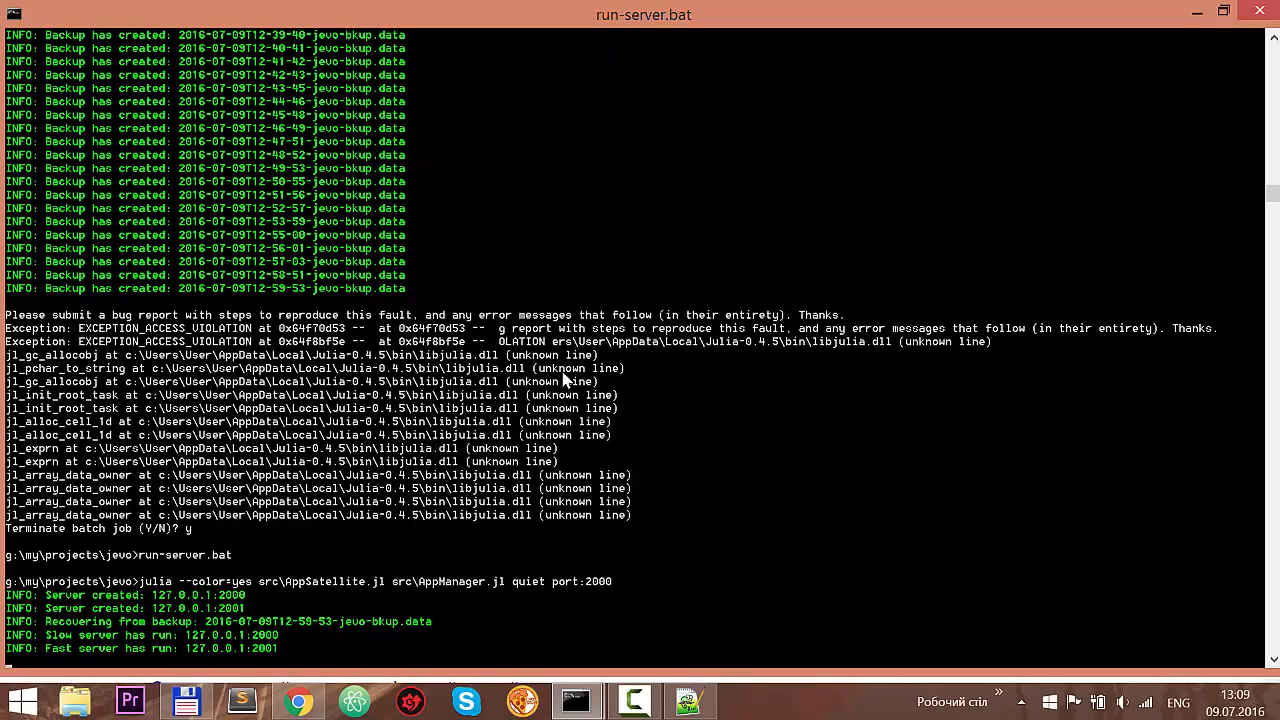 run-server.bat
INFO: Backup has created: 2016-07-09T12-39-40-jevo-bkup.data
INFO: Backup has created: 2016-07-09T12-40-41-jevo-bkup.data
INFO: Backup has created: 2016-07-09T12-41-42-jevo-bkup.data
INFO: Backup has created: 2016-07-09T12-42-43-jevo-bkup.data
INFO: Backup has created: 2016-07-09T12-43-45-jevo-bkup.data
INFO: Backup has created: 2016-07-09T12-44-46-jevo-bkup.data
INFO: Backup has created: 2016-07-09T12-45-48-jevo-bkup.data
INFO: Backup has created: 2016-07-09T12-46-49-jevo-bkup.data
INFO: Backup has created: 2016-07-09T12-47-51-jevo-bkup.data
INFO: Backup has created: 2016-07-09T12-48-52-jevo-bkup.data
INFO: Backup has created: 2016-07-09T12-49-53-jevo-bkup.data
INFO: Backup has created: 2016-07-09T12-50-55-jevo-bkup.data
INFO: Backup has created: 2016-07-09T12-51-56-jevo-bkup.data
INFO: Backup has created: 2016-07-09T12-52-57-jevo-bkup.data
INFO: Backup has created: 2016-07-09T12-53-59-jevo-bkup.data
INFO: Backup has created: 2016-07-09T12-55-00-jevo-bkup.data
INFO: Backup has created: 2016-07-09T12-56-01-jevo-bkup.data
INFO: Backup has created: 2016-07-09T12-57-03-jevo-bkup.data
INFO: Backup has created: 2016-07-09T12-58-51-jevo-bkup.data
INFO: Backup has created: 2016-07-09T12-59-53-jevo-bkup.data
Please submit a bug report with steps to reproduce this fault, and any error messages that follow (in their entirety). Thanks.
Exception: EXCEPTION_ACCESS_VIOLATION at 0x64f70d53 --  at 0x64f70d53 --  g report with steps to reproduce this fault, and any error messages that follow (in their entirety). Thanks.
Exception: EXCEPTION_ACCESS_VIOLATION at 0x64f8bf5e --  at 0x64f8bf5e --  OLATION ers\User\AppData\Local\Julia-0.4.5\bin\libjulia.dll (unknown line)
jl_gc_allocobj at c:\Users\User\AppData\Local\Julia-0.4.5\bin\libjulia.dll (unknown line)
jl_pchar_to_string at c:\Users\User\AppData\Local\Julia-0.4.5\bin\libjulia.dll (unknown line)
jl_gc_allocobj at c:\Users\User\AppData\Local\Julia-0.4.5\bin\libjulia.dll (unknown line)
jl_init_root_task at c:\Users\User\AppData\Local\Julia-0.4.5\bin\libjulia.dll (unknown line)
jl_init_root_task at c:\Users\User\AppData\Local\Julia-0.4.5\bin\libjulia.dll (unknown line)
jl_alloc_cell_1d at c:\Users\User\AppData\Local\Julia-0.4.5\bin\libjulia.dll (unknown line)
jl_alloc_cell_1d at c:\Users\User\AppData\Local\Julia-0.4.5\bin\libjulia.dll (unknown line)
jl_exprn at c:\Users\User\AppData\Local\Julia-0.4.5\bin\libjulia.dll (unknown line)
jl_exprn at c:\Users\User\AppData\Local\Julia-0.4.5\bin\libjulia.dll (unknown line)
jl_array_data_owner at c:\Users\User\AppData\Local\Julia-0.4.5\bin\libjulia.dll (unknown line)
jl_array_data_owner at c:\Users\User\AppData\Local\Julia-0.4.5\bin\libjulia.dll (unknown line)
jl_array_data_owner at c:\Users\User\AppData\Local\Julia-0.4.5\bin\libjulia.dll (unknown line)
jl_array_data_owner at c:\Users\User\AppData\Local\Julia-0.4.5\bin\libjulia.dll (unknown line)
Terminate batch job (Y/N)? y
g:\my\projects\jevo>run-server.bat
g:\my\projects\jevo>julia --color=yes src\AppSatellite.jl src\AppManager.jl quiet port:2000
INFO: Server created: 127.0.0.1:2000
INFO: Server created: 127.0.0.1:2001
INFO: Recovering from backup: 2016-07-09T12-59-53-jevo-bkup.data
INFO: Slow server has run: 127.0.0.1:2000
INFO: Fast server has run: 127.0.0.1:2001
Pr
S
S
C
Робочий стіл
»
ENG
13:09
09.07.2016